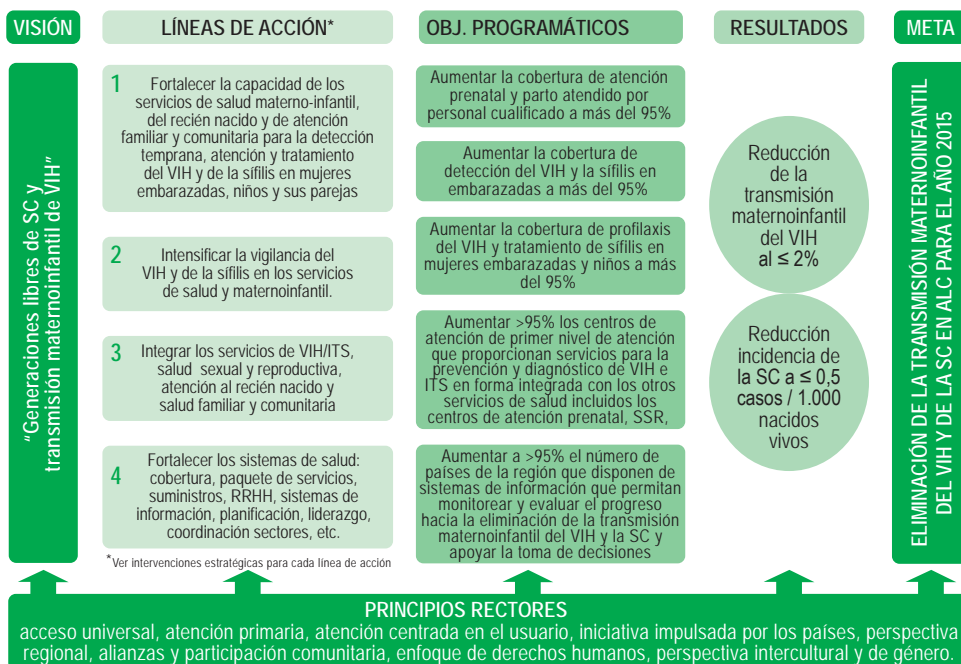 VISIÓN
"Generaciones libres de SC y
transmisión maternoinfantil de VIH"
LÍNEAS DE ACCIÓN*
1 Fortalecer la capacidad de los
servicios de salud materno-infantil,
del recién nacido y de atención
familiar y comunitaria para la detección
temprana, atención y tratamiento
del VIH y de la sífilis en mujeres
embarazadas, niños y sus parejas
2 Intensificar la vigilancia del
VIH y de la sífilis en los servicios
de salud y maternoinfantil.
3 Integrar los servicios de VIH/ITS,
salud sexual y reproductiva,
atención al recién nacido y
salud familiar y comunitaria
4 Fortalecer los sistemas de salud:
cobertura, paquete de servicios,
suministros, RRHH, sistemas de
información, planificación, liderazgo,
coordinación sectores, etc.
*Ver intervenciones estratégicas para cada línea de acción
OBJ. PROGRAMÁTICOS
Aumentar la cobertura de atención
prenatal y parto atendido por
personal cualificado a más del 95%
Aumentar la cobertura de
detección del VIH y la sífilis en
embarazadas a más del 95%
Aumentar la cobertura de profilaxis
del VIH y tratamiento de sífilis en
mujeres embarazadas y niños a más
del 95%
Aumentar >95% los centros de
atención de primer nivel de atención
que proporcionan servicios para la
prevención y diagnóstico de VIH e
ITS en forma integrada con los otros
servicios de salud incluidos los
centros de atención prenatal, SSR,
Aumentar a >95% el número de
países de la región que disponen de
sistemas de información que permitan
monitorear y evaluar el progreso
hacia la eliminación de la transmisión
maternoinfantil del VIH y la SC y
apoyar la toma de decisiones
RESULTADOS
Reducción
de la
transmisión
maternoinfantil
del VIH
al ≤ 2%
Reducción
incidencia de
la SC a ≤ 0,5
casos / 1.000
nacidos
vivos
META
ELIMINACIÓN DE LA TRANSMISIÓN MATERNOINFANTIL
DEL VIH Y DE LA SC EN ALC PARA EL AÑO 2015
PRINCIPIOS RECTORES
acceso universal, atención primaria, atención centrada en el usuario, iniciativa impulsada por los países, perspectiva
regional, alianzas y participación comunitaria, enfoque de derechos humanos, perspectiva intercultural y de género.